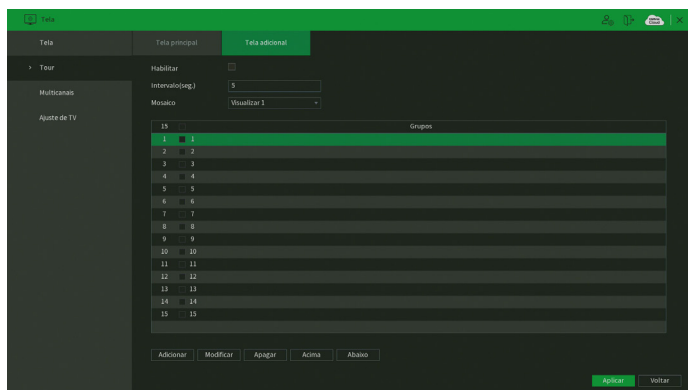 Tela
Intelbras Cloud
Tela
Tela principal
Tela adicional
Tour
Habilitar
Intervalo(seg.)
5
Multicanais
Mosaico
Visualizar 1
Ajuste de TV
15
Grupos
1 1
2 2
3 3
4 4
5 5
6 6
7 7
8 8
9 9
10 10
11 11
12 12
13 13
14 14
15 15
Adicionar
Modificar
Apagar
Acima
Abaixo
Aplicar
Voltar